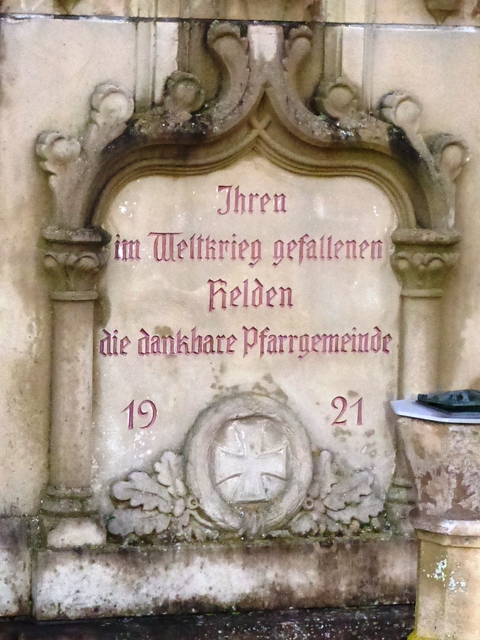 Ihren
im Weltkrieg gefallenen
Helden
die dankbare Pfarrgemeinde
19 21